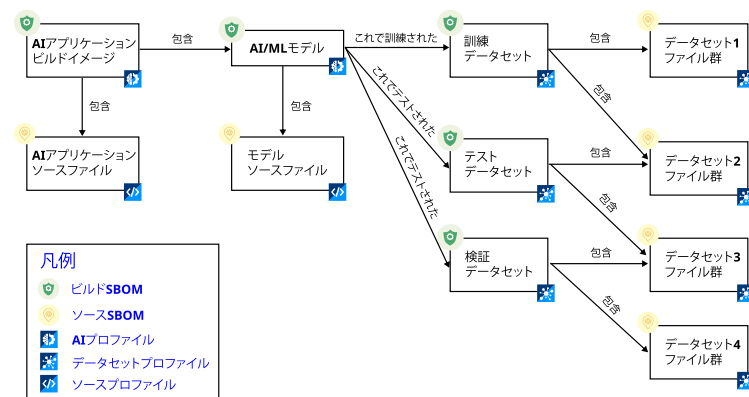 AIアプリケーション
ビルドイメージ
包含
AI/MLモデル
これで訓練された
訓練
データセット
包含
データセット1
ファイル群
包含
包含
包含
これでテストされた
AIアプリケーション
ソースファイル
モデル
ソースファイル
これでテストされた
テスト
データセット
包含
データセット2
ファイル群
包含
検証
データセット
包含
データセット3
ファイル群
包含
データセット4
ファイル群
凡例
ビルドSBOM
ソースSBOM
AIプロファイル
データセットプロファイル
ソースプロファイル